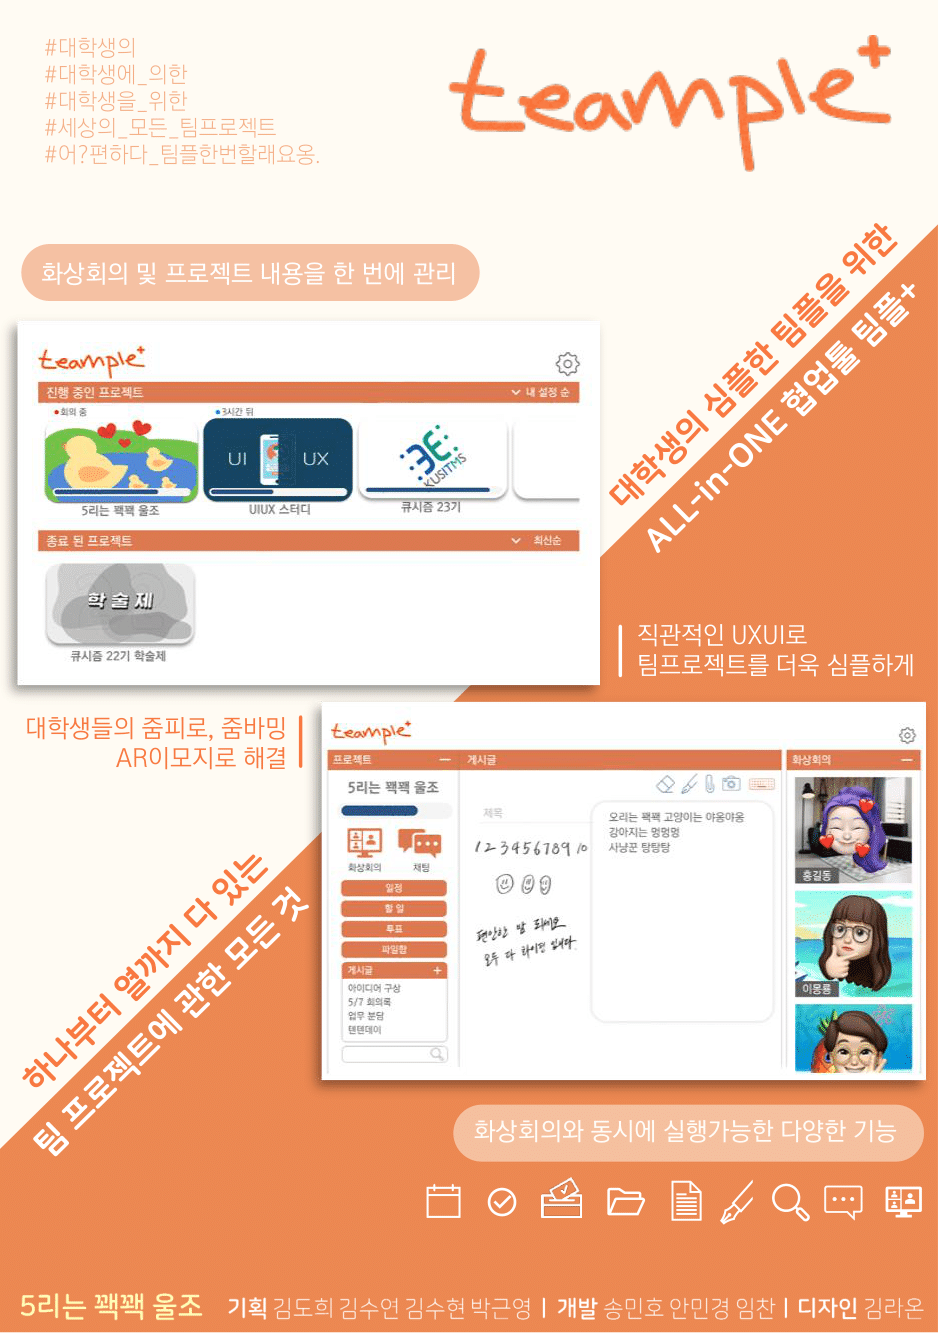 #대학생의
#대학생에_의한
#대학생을_위한
#세상의_모든_팀프로젝트
#어?편하다_팀플한번할래요옹.
teample+
화상회의 및 프로젝트 내용을 한 번에 관리
대학생의 심플한 팀플을 위한
ALL-in-ONE 협업툴 팀플+
teample+
진행 중인 프로젝트
내 설정 순
회의 중
3시간 뒤
UI UX
KUSITMS
5리는 꽥꽥 울조
UIUX 스터디
큐시즘 23기
종료 된 프로젝트
최신순
학술제
큐시즘 22기 학술제
직관적인 UXUI로
팀프로젝트를 더욱 심플하게
대학생들의 줌피로, 줌바밍
AR이모지로 해결
teample+
프로젝트
게시글
화상회의
5리는 꽥꽥 울조
화상회의
채팅
일정
할 일
투표
파일함
게시글 +
아이디어 구상
5/7 회의록
업무 분담
텐텐데이
제목
1 2 3 4 5 6 7 8 9 10
편안한 밤 되세요
모두 다 화이팅 입니다
오리는 꽥꽥 고양이는 야옹야옹
강아지는 멍멍멍
사냥꾼 탕탕탕
홍길동
이몽룡
하나부터 열까지 다 있는
팀 프로젝트에 관한 모든 것
화상회의와 동시에 실행가능한 다양한 기능
5리는 꽥꽥 울조 기획 김도희 김수연 김수현 박근영 | 개발 송민호 안민경 임찬 | 디자인 김라온